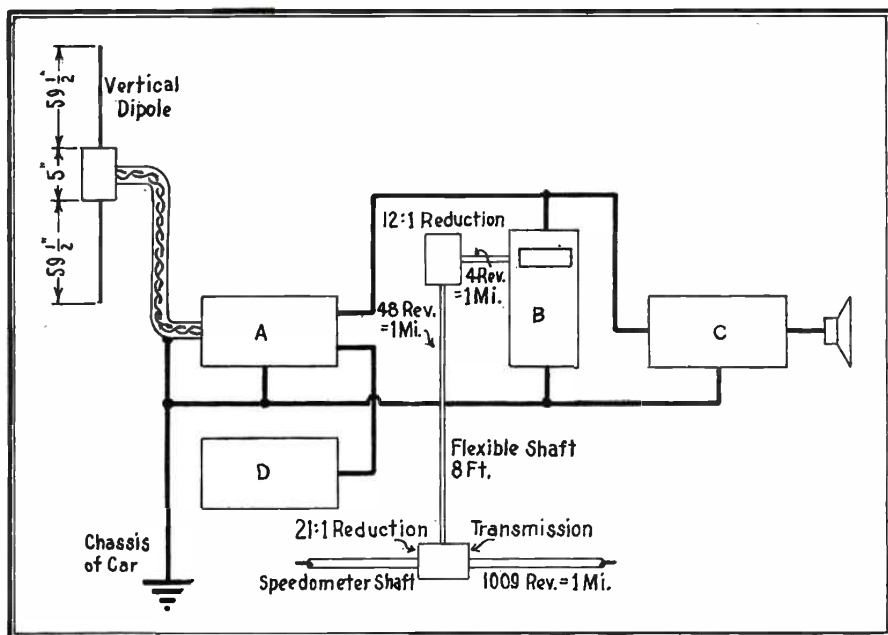 59 1/2"
Vertical
Dipole
5"
59 1/2"
12:1 Reduction
4 Rev.
=1 Mi.
48 Rev.
=1 Mi.
A
B
C
D
Flexible Shaft
8 Ft.
21:1 Reduction
Transmission
Chassis
of Car
Speedometer Shaft
1009 Rev.=1 Mi.